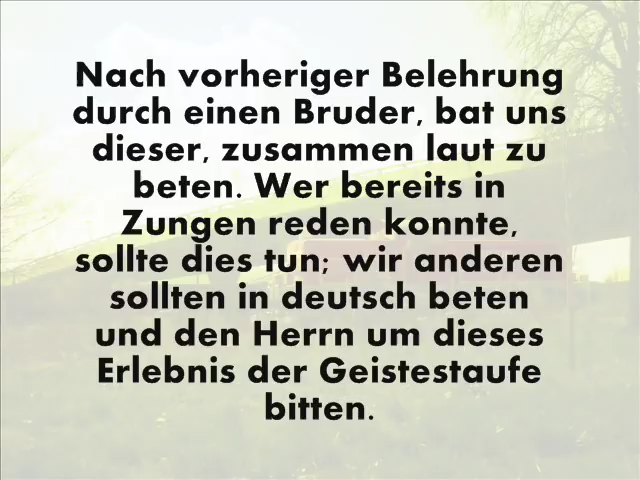 Nach vorheriger Belehrung
durch einen Bruder, bat uns
dieser, zusammen laut zu
beten. Wer bereits in
Zungen reden konnte,
sollte dies tun; wir anderen
sollten in deutsch beten
und den Herrn um dieses
Erlebnis der Geistestaufe
bitten.